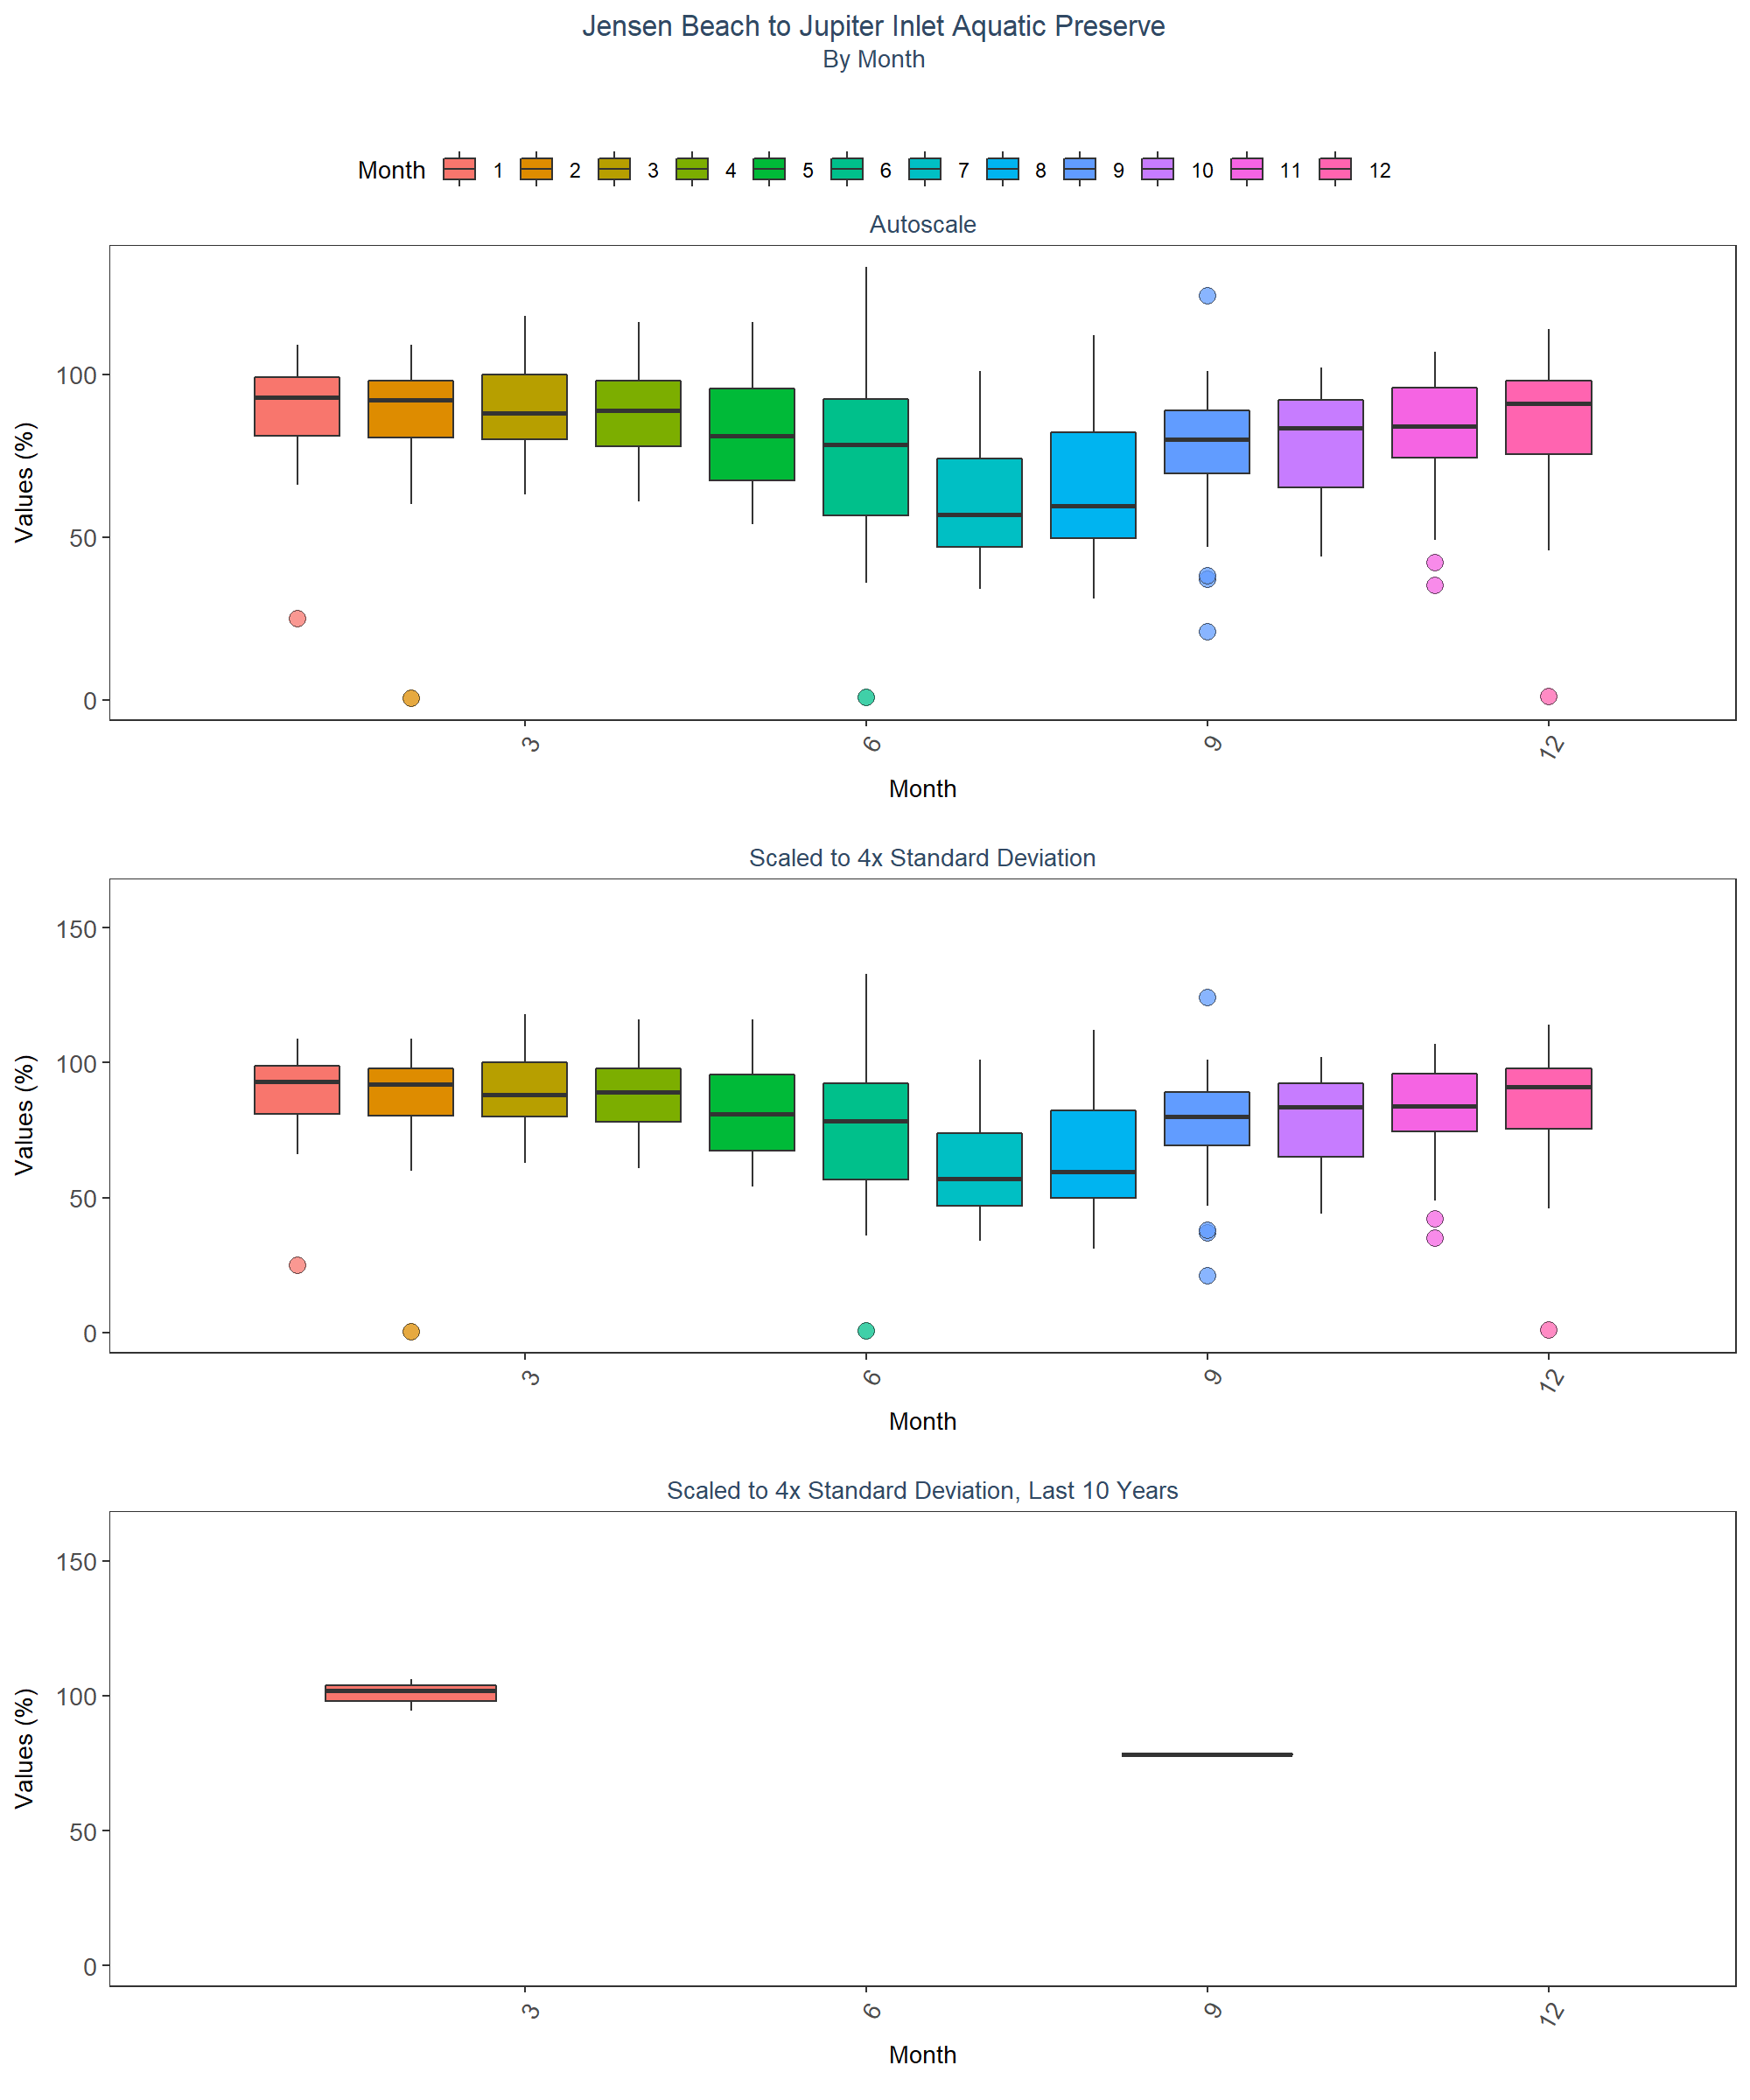 Jensen Beach to Jupiter Inlet Aquatic Preserve
By Month
Month 1 2 3 4 5 6 7 8 9 10 11 12
Autoscale
Values (%)
100
50
0
3 6 9 12
Month
Scaled to 4x Standard Deviation
Values (%)
150
100
50
0
3 6 9 12
Month
Scaled to 4x Standard Deviation, Last 10 Years
Values (%)
150
100
50
0
3 6 9 12
Month